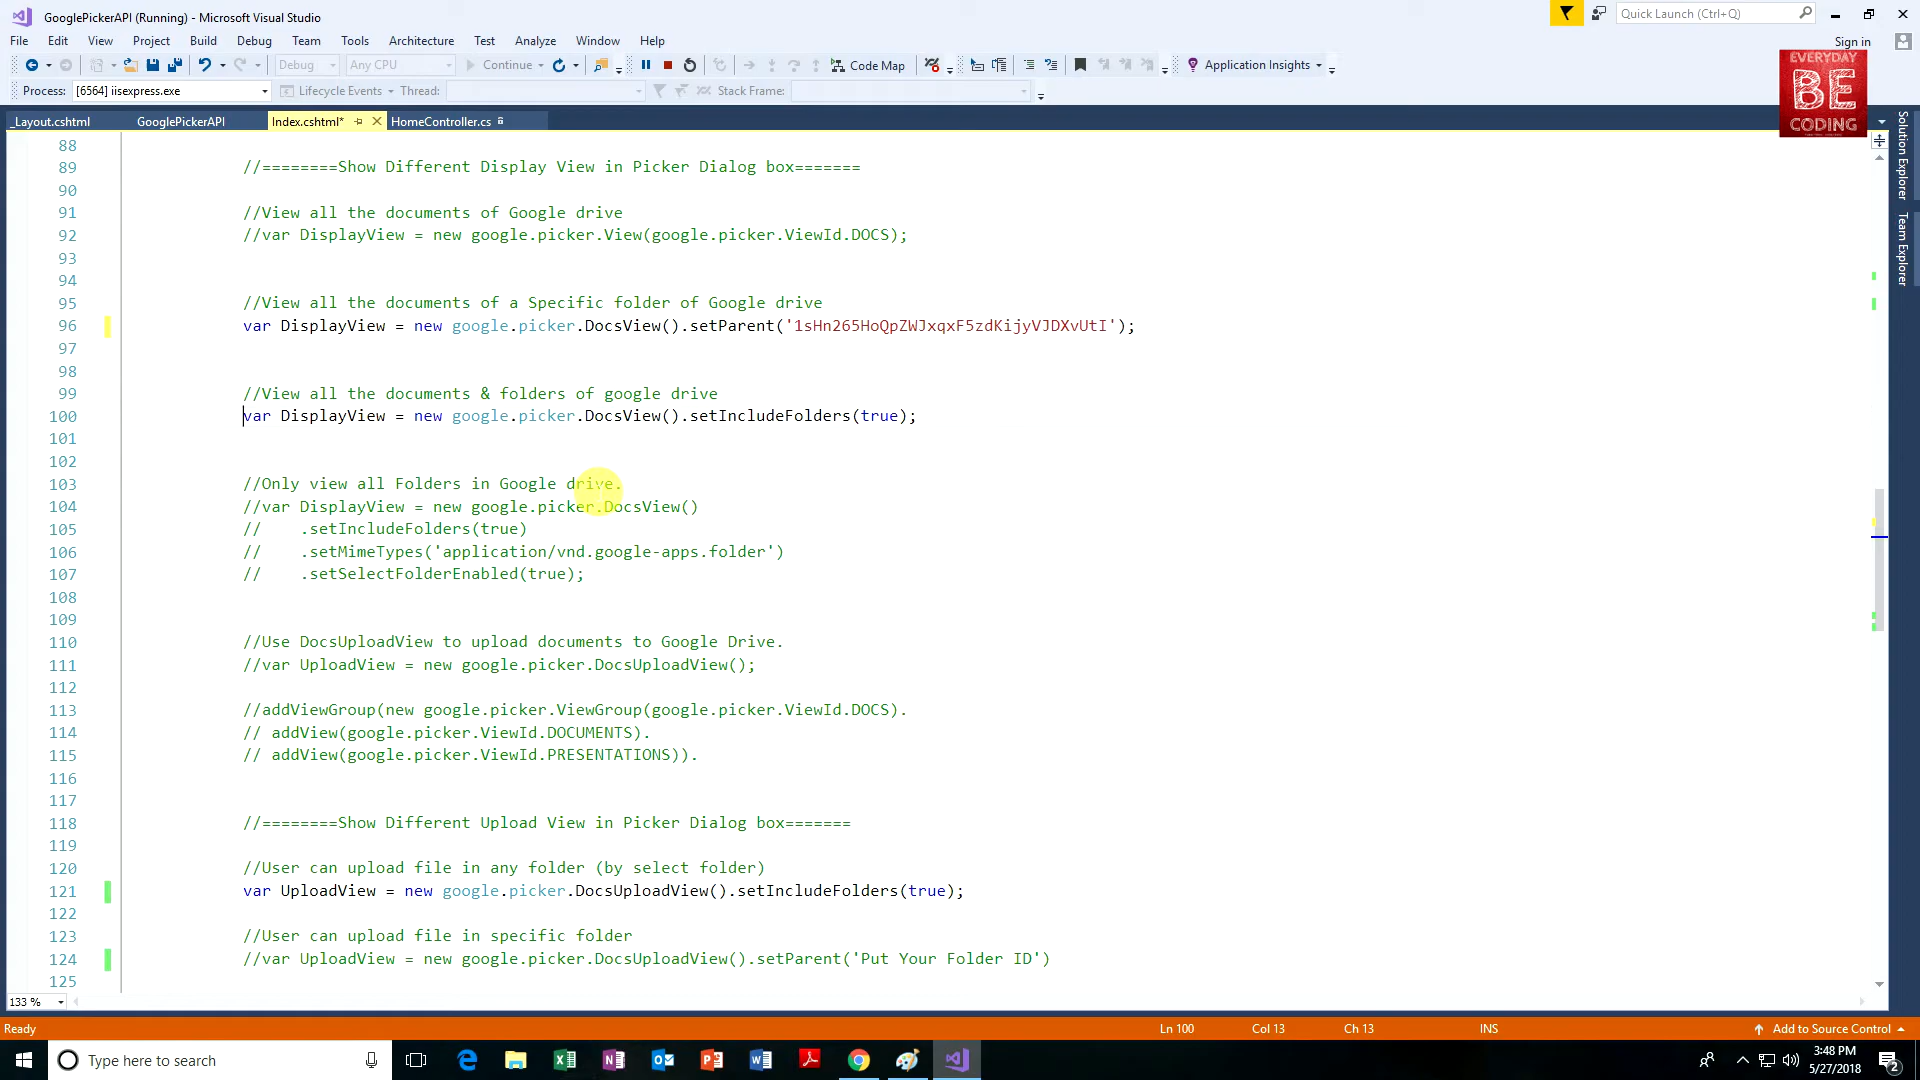 GooglePickerAPI (Running) - Microsoft Visual Studio
Quick Launch (Ctrl+Q)
File Edit View Project Build Debug Team Tools Architecture Test Analyze Window Help
Sign in
Debug Any CPU Continue Code Map Application Insights
Process: [6564] iisexpress.exe Lifecycle Events Thread: Stack Frame:
EVERYDAY
BE
CODING
_Layout.cshtml GooglePickerAPI Index.cshtml* HomeController.cs
Solution Explorer
Team Explorer
88
89 //========Show Different Display View in Picker Dialog box=======
90
91 //View all the documents of Google drive
92 //var DisplayView = new google.picker.View(google.picker.ViewId.DOCS);
93
94
95 //View all the documents of a Specific folder of Google drive
96 var DisplayView = new google.picker.DocsView().setParent('1sHn265HoQpZWJxqxF5zdKijyVJDXvUtI');
97
98
99 //View all the documents & folders of google drive
100 var DisplayView = new google.picker.DocsView().setIncludeFolders(true);
101
102
103 //Only view all Folders in Google drive.
104 //var DisplayView = new google.picker.DocsView()
105 // .setIncludeFolders(true)
106 // .setMimeTypes('application/vnd.google-apps.folder')
107 // .setSelectFolderEnabled(true);
108
109
110 //Use DocsUploadView to upload documents to Google Drive.
111 //var UploadView = new google.picker.DocsUploadView();
112
113 //addViewGroup(new google.picker.ViewGroup(google.picker.ViewId.DOCS).
114 // addView(google.picker.ViewId.DOCUMENTS).
115 // addView(google.picker.ViewId.PRESENTATIONS)).
116
117
118 //========Show Different Upload View in Picker Dialog box=======
119
120 //User can upload file in any folder (by select folder)
121 var UploadView = new google.picker.DocsUploadView().setIncludeFolders(true);
122
123 //User can upload file in specific folder
124 //var UploadView = new google.picker.DocsUploadView().setParent('Put Your Folder ID')
125
133 %
Ready Ln 100 Col 13 Ch 13 INS Add to Source Control
Type here to search
3:48 PM
5/27/2018
2